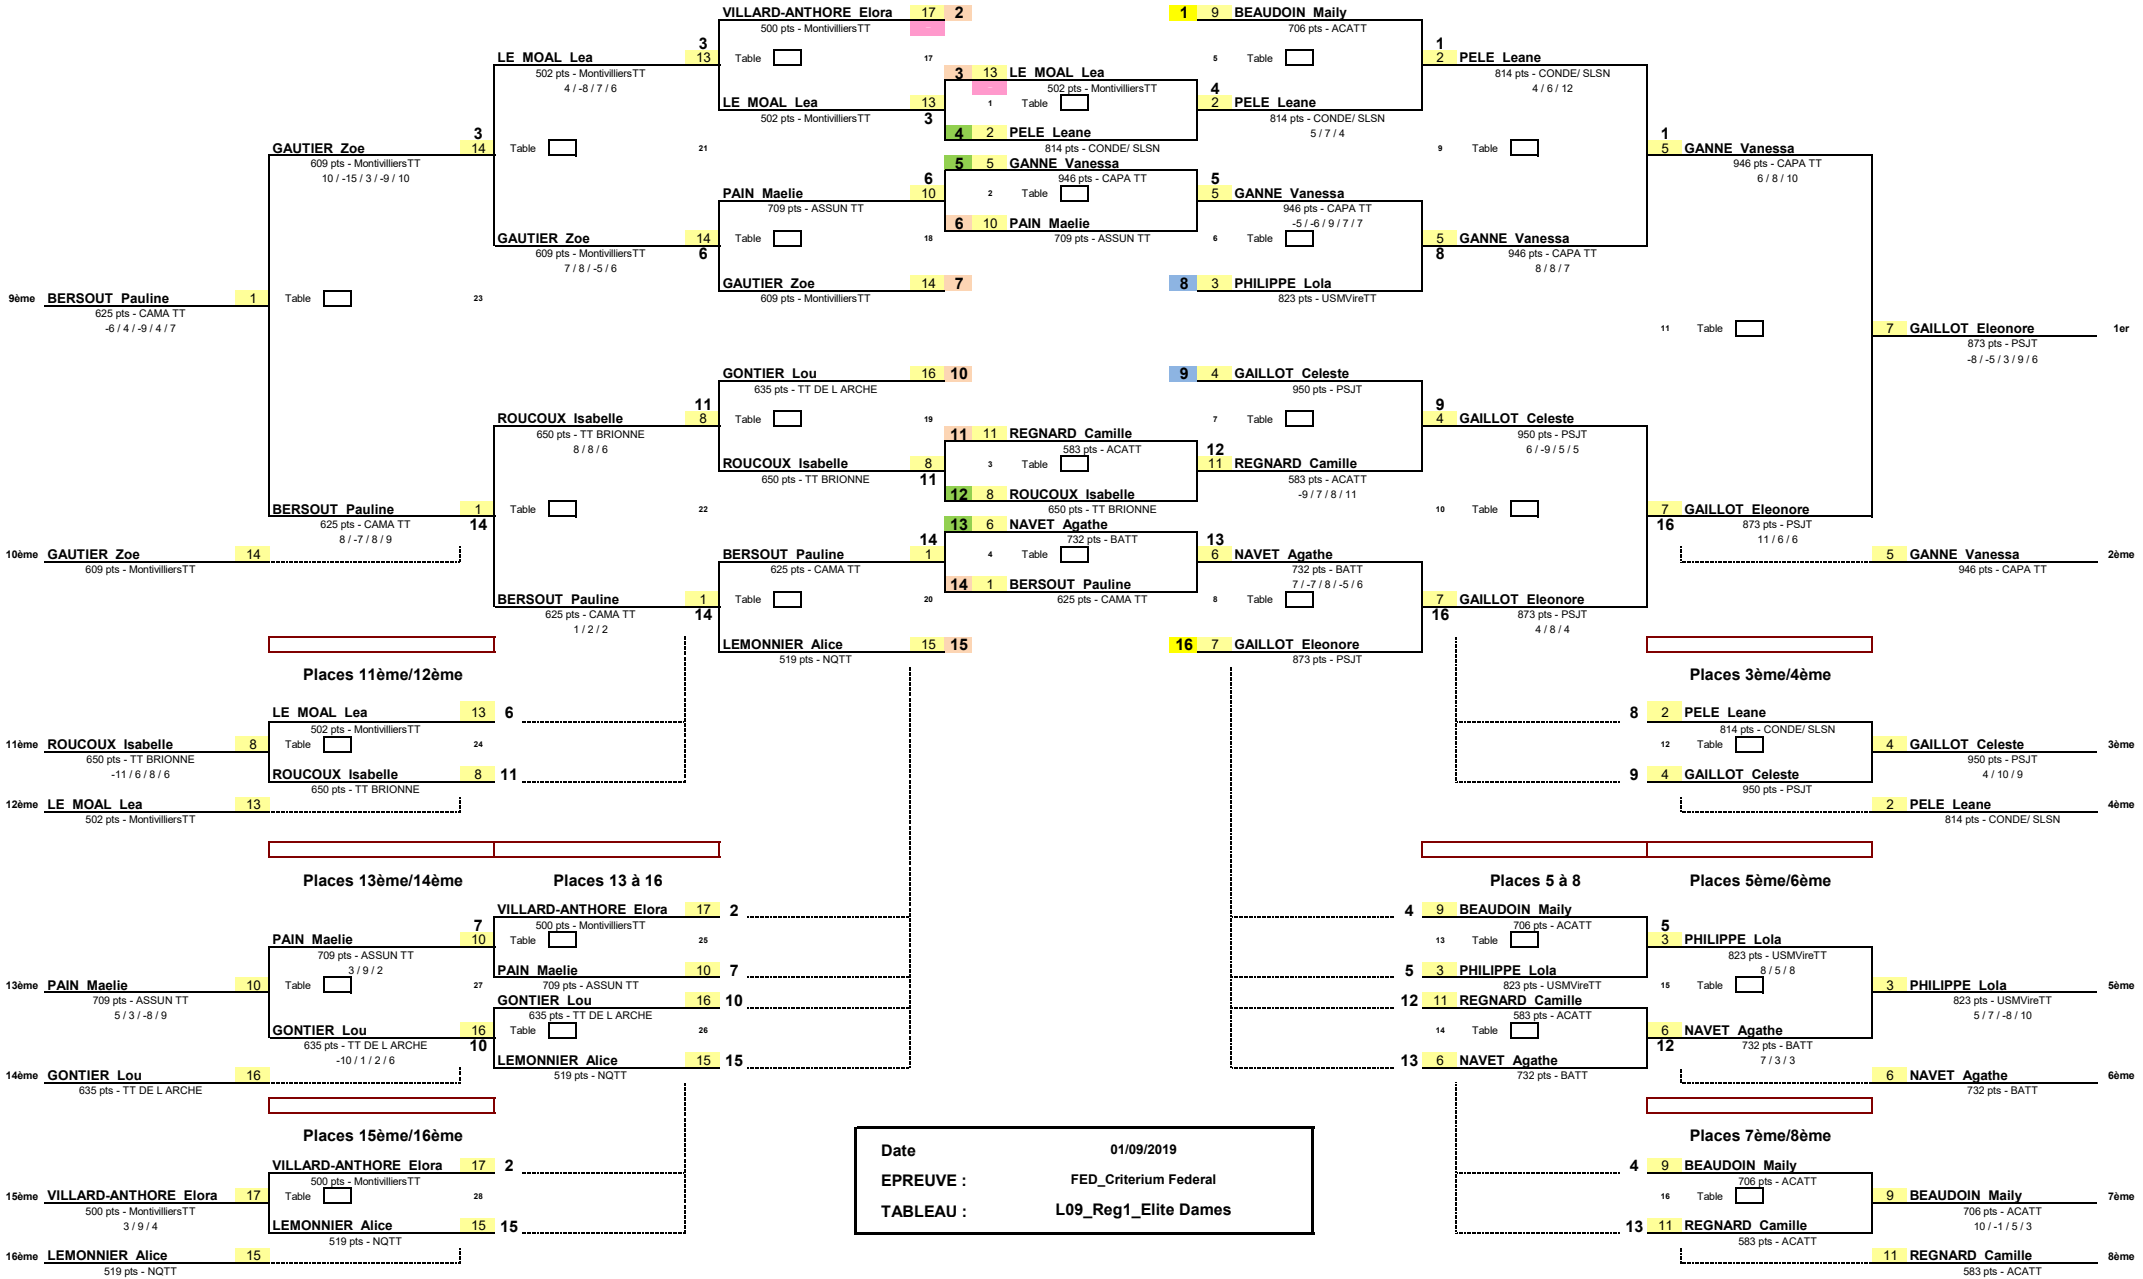 VILLARD-ANTHORE Elora 17 2
500 pts - MontivilliersTT
1 9 BEAUDOIN Maily
706 pts - ACATT
3
LE MOAL Lea 13
502 pts - MontivilliersTT
4 / -8 / 7 / 6
Table 17
5 Table
1
2 PELE Leane
814 pts - CONDE/ SLSN
4 / 6 / 12
3 13 LE MOAL Lea
502 pts - MontivilliersTT
1 Table
4 2 PELE Leane
814 pts - CONDE/ SLSN
LE MOAL Lea 13
502 pts - MontivilliersTT
3
4
2 PELE Leane
814 pts - CONDE/ SLSN
5 / 7 / 4
3
GAUTIER Zoe 14
609 pts - MontivilliersTT
10 / -15 / 3 / -9 / 10
Table 21
9 Table
1
5 GANNE Vanessa
946 pts - CAPA TT
6 / 8 / 10
5 5 GANNE Vanessa
946 pts - CAPA TT
2 Table
6 10 PAIN Maelie
709 pts - ASSUN TT
6
PAIN Maelie 10
709 pts - ASSUN TT
5
5 GANNE Vanessa
946 pts - CAPA TT
-5 / -6 / 9 / 7 / 7
GAUTIER Zoe 14
609 pts - MontivilliersTT
6
7 / 8 / -5 / 6
Table 18
6 Table
5 GANNE Vanessa
8
946 pts - CAPA TT
8 / 8 / 7
GAUTIER Zoe 14 7
609 pts - MontivilliersTT
8 3 PHILIPPE Lola
823 pts - USMVireTT
9ème BERSOUT Pauline 1
625 pts - CAMA TT
-6 / 4 / -9 / 4 / 7
Table 23
11 Table
7 GAILLOT Eleonore 1er
873 pts - PSJT
-8 / -5 / 3 / 9 / 6
GONTIER Lou 16 10
635 pts - TT DE L ARCHE
9 4 GAILLOT Celeste
950 pts - PSJT
11
ROUCOUX Isabelle 8
650 pts - TT BRIONNE
8 / 8 / 6
Table 19
7 Table
9
4 GAILLOT Celeste
950 pts - PSJT
6 / -9 / 5 / 5
11 11 REGNARD Camille
583 pts - ACATT
3 Table
12 8 ROUCOUX Isabelle
650 pts - TT BRIONNE
ROUCOUX Isabelle 8
650 pts - TT BRIONNE
11
12
11 REGNARD Camille
583 pts - ACATT
-9 / 7 / 8 / 11
BERSOUT Pauline 1
625 pts - CAMA TT
14
8 / -7 / 8 / 9
Table 22
10 Table
7 GAILLOT Eleonore
16
873 pts - PSJT
11 / 6 / 6
13 6 NAVET Agathe
732 pts - BATT
4 Table
14 1 BERSOUT Pauline
625 pts - CAMA TT
14
BERSOUT Pauline 1
625 pts - CAMA TT
13
6 NAVET Agathe
732 pts - BATT
7 / -7 / 8 / -5 / 6
10ème GAUTIER Zoe 14
609 pts - MontivilliersTT
5 GANNE Vanessa 2ème
946 pts - CAPA TT
BERSOUT Pauline 1
625 pts - CAMA TT
14
1 / 2 / 2
Table 20
8 Table
7 GAILLOT Eleonore
16
873 pts - PSJT
4 / 8 / 4
LEMONNIER Alice 15 15
519 pts - NQTT
16 7 GAILLOT Eleonore
873 pts - PSJT
Places 11ème/12ème
Places 3ème/4ème
LE MOAL Lea 13 6
502 pts - MontivilliersTT
8 2 PELE Leane
814 pts - CONDE/ SLSN
11ème ROUCOUX Isabelle 8
650 pts - TT BRIONNE
-11 / 6 / 8 / 6
Table 24
12 Table
4 GAILLOT Celeste 3ème
950 pts - PSJT
4 / 10 / 9
ROUCOUX Isabelle 8 11
650 pts - TT BRIONNE
9 4 GAILLOT Celeste
950 pts - PSJT
12ème LE MOAL Lea 13
502 pts - MontivilliersTT
2 PELE Leane 4ème
814 pts - CONDE/ SLSN
Places 13ème/14ème Places 13 à 16
Places 5 à 8 Places 5ème/6ème
VILLARD-ANTHORE Elora 17 2
500 pts - MontivilliersTT
4 9 BEAUDOIN Maily
706 pts - ACATT
7
PAIN Maelie 10
709 pts - ASSUN TT
3 / 9 / 2
Table 25
13 Table
5
3 PHILIPPE Lola
823 pts - USMVireTT
8 / 5 / 8
PAIN Maelie 10 7
709 pts - ASSUN TT
5 3 PHILIPPE Lola
823 pts - USMVireTT
13ème PAIN Maelie 10
709 pts - ASSUN TT
5 / 3 / -8 / 9
Table 27
15 Table
3 PHILIPPE Lola 5ème
823 pts - USMVireTT
5 / 7 / -8 / 10
GONTIER Lou 16 10
635 pts - TT DE L ARCHE
12 11 REGNARD Camille
583 pts - ACATT
GONTIER Lou 16
635 pts - TT DE L ARCHE
10
-10 / 1 / 2 / 6
Table 26
14 Table
6 NAVET Agathe
12
732 pts - BATT
7 / 3 / 3
LEMONNIER Alice 15 15
519 pts - NQTT
13 6 NAVET Agathe
732 pts - BATT
14ème GONTIER Lou 16
635 pts - TT DE L ARCHE
6 NAVET Agathe 6ème
732 pts - BATT
Places 15ème/16ème
Places 7ème/8ème
Date 01/09/2019
EPREUVE : FED_Criterium Federal
TABLEAU : L09_Reg1_Elite Dames
VILLARD-ANTHORE Elora 17 2
500 pts - MontivilliersTT
4 9 BEAUDOIN Maily
706 pts - ACATT
15ème VILLARD-ANTHORE Elora 17
500 pts - MontivilliersTT
3 / 9 / 4
Table 28
16 Table
9 BEAUDOIN Maily 7ème
706 pts - ACATT
10 / -1 / 5 / 3
LEMONNIER Alice 15 15
519 pts - NQTT
13 11 REGNARD Camille
583 pts - ACATT
16ème LEMONNIER Alice 15
519 pts - NQTT
11 REGNARD Camille 8ème
583 pts - ACATT